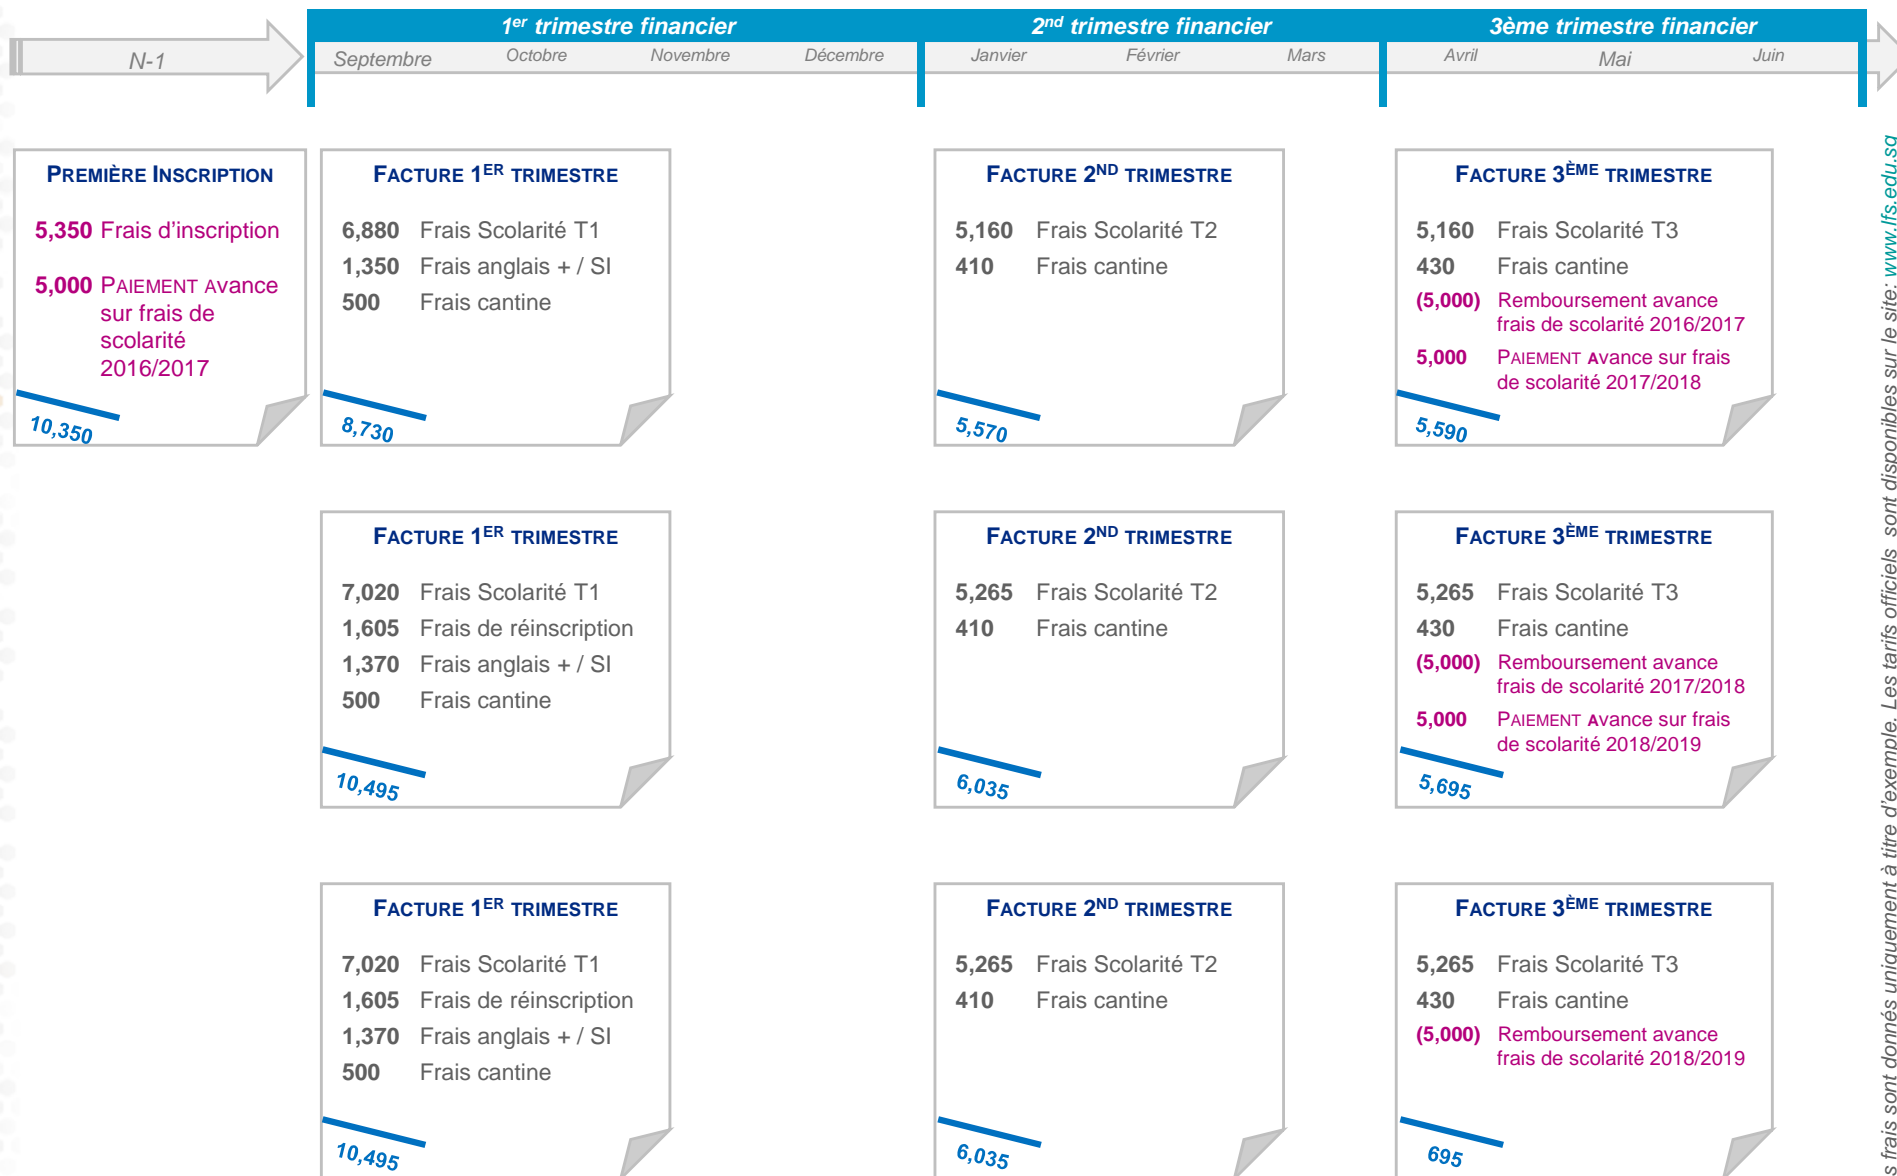 1er trimestre financier
2nd trimestre financier
3ème trimestre financier
N-1
Septembre
Octobre
Novembre
Décembre
Janvier
Février
Mars
Avril
Mai
Juin
PREMIÈRE INSCRIPTION
5,350 Frais d'inscription
5,000 PAIEMENT Avance
sur frais de
scolarité
2016/2017
10,350
FACTURE 1ER TRIMESTRE
6,880 Frais Scolarité T1
1,350 Frais anglais + / SI
500 Frais cantine
8,730
FACTURE 2ND TRIMESTRE
5,160 Frais Scolarité T2
410 Frais cantine
5,570
FACTURE 3ÈME TRIMESTRE
5,160 Frais Scolarité T3
430 Frais cantine
(5,000) Remboursement avance
frais de scolarité 2016/2017
5,000 PAIEMENT Avance sur frais
de scolarité 2017/2018
5,590
FACTURE 1ER TRIMESTRE
7,020 Frais Scolarité T1
1,605 Frais de réinscription
1,370 Frais anglais + / SI
500 Frais cantine
10,495
FACTURE 2ND TRIMESTRE
5,265 Frais Scolarité T2
410 Frais cantine
6,035
FACTURE 3ÈME TRIMESTRE
5,265 Frais Scolarité T3
430 Frais cantine
(5,000) Remboursement avance
frais de scolarité 2017/2018
5,000 PAIEMENT Avance sur frais
de scolarité 2018/2019
5,695
FACTURE 1ER TRIMESTRE
7,020 Frais Scolarité T1
1,605 Frais de réinscription
1,370 Frais anglais + / SI
500 Frais cantine
10,495
FACTURE 2ND TRIMESTRE
5,265 Frais Scolarité T2
410 Frais cantine
6,035
FACTURE 3ÈME TRIMESTRE
5,265 Frais Scolarité T3
430 Frais cantine
(5,000) Remboursement avance
frais de scolarité 2018/2019
695
s frais sont donnés uniquement à titre d'exemple. Les tarifs officiels sont disponibles sur le site: www.lfs.edu.sa